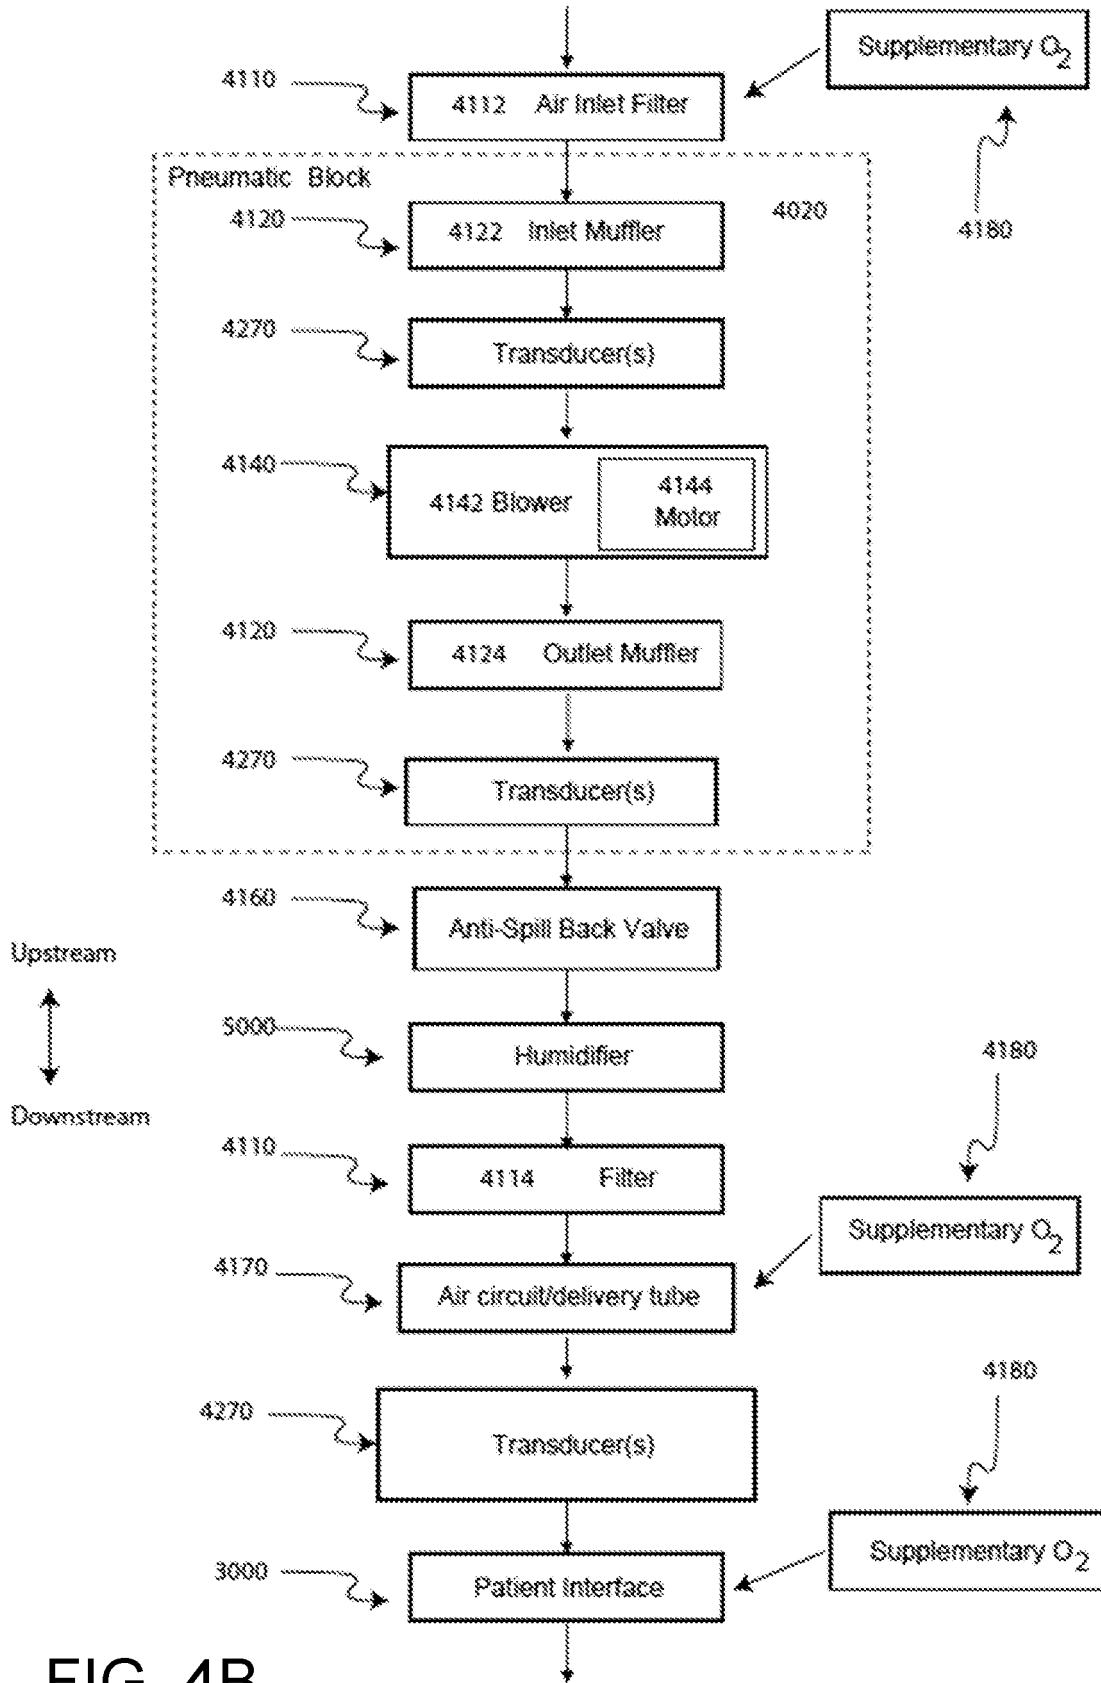 Supplementary O2
4110
4112 Air Inlet Filter
Pneumatic Block
4180
4120
4122 Inlet Muffler
4020
4270
Transducer(s)
4140
4142 Blower
4144
Motor
4120
4124 Outlet Muffler
4270
Transducer(s)
4160
Anti-Spill Back Valve
Upstream
5000
Humidifier
4180
Downstream
4110
4114 Filter
Supplementary O2
4170
Air circuit/delivery tube
4180
4270
Transducer(s)
Supplementary O2
3000
Patient Interface
FIG. 4B